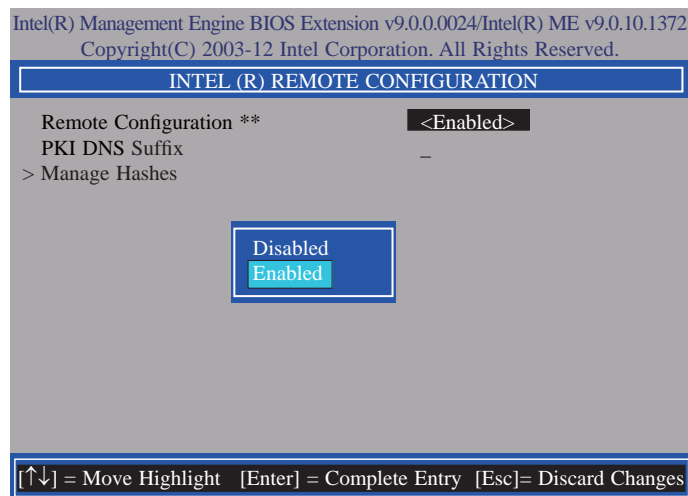 Intel(R) Management Engine BIOS Extension v9.0.0.0024/Intel(R) ME v9.0.10.1372
Copyright(C) 2003-12 Intel Corporation. All Rights Reserved.
INTEL (R) REMOTE CONFIGURATION
Remote Configuration ** <Enabled>
PKI DNS Suffix _
> Manage Hashes
Disabled
Enabled
[↑↓] = Move Highlight [Enter] = Complete Entry [Esc]= Discard Changes